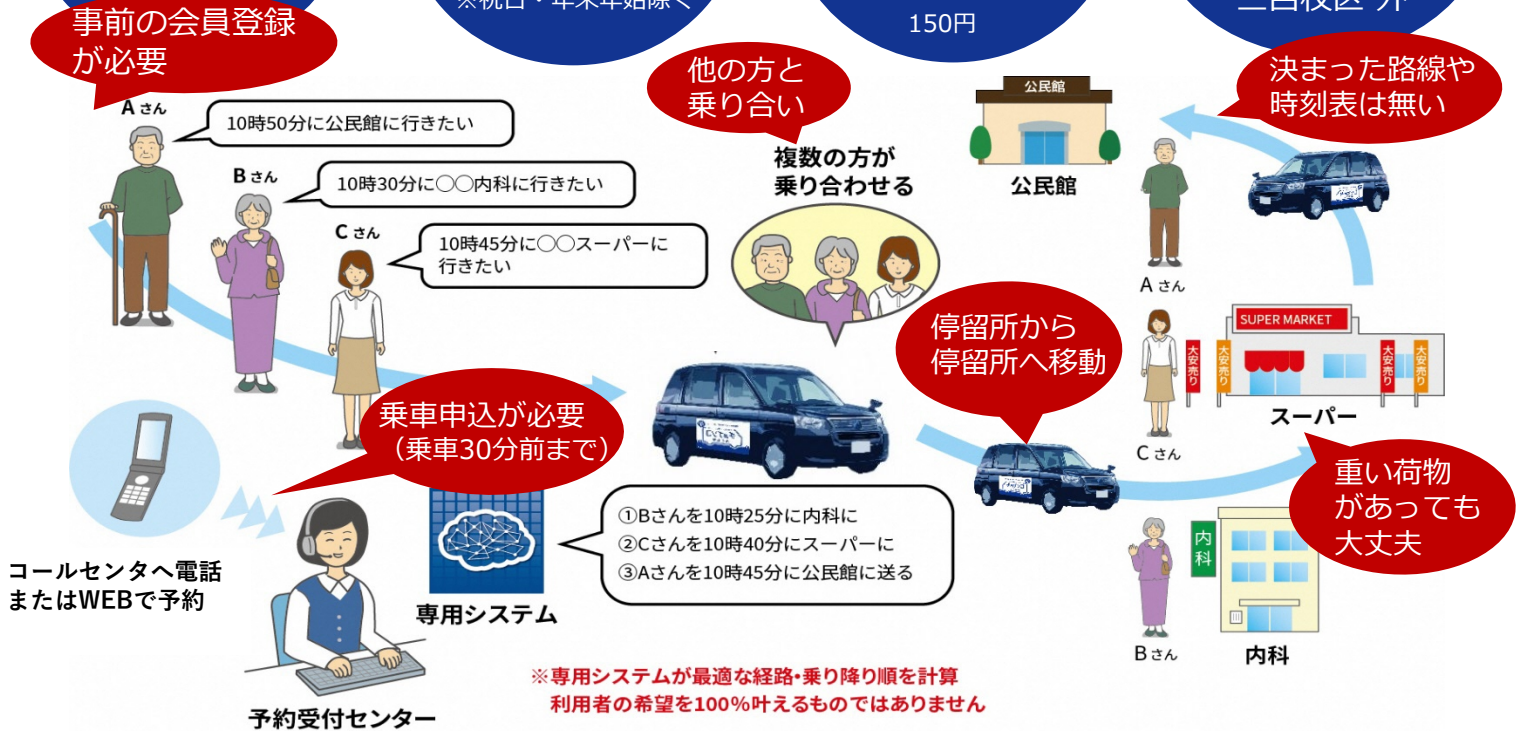 ※祝日・年末年始除く
150円
事前の会員登録
が必要
他の方と
乗り合い
決まった路線や
時刻表は無い
Aさん
10時50分に公民館に行きたい
Bさん
10時30分に○○内科に行きたい
Cさん
10時45分に○○スーパーに
行きたい
複数の方が
乗り合わせる
公民館
公民館
Aさん
停留所から
停留所へ移動
SUPER MARKET
大安売り
大安売り
大安売り
大安売り
スーパー
Cさん
乗車申込が必要
（乗車30分前まで）
重い荷物
があっても
大丈夫
①Bさんを10時25分に内科に
②Cさんを10時40分にスーパーに
③Aさんを10時45分に公民館に送る
内科
コールセンタへ電話
またはWEBで予約
専用システム
Bさん
内科
※専用システムが最適な経路・乗り降り順を計算
利用者の希望を100%叶えるものではありません
予約受付センター